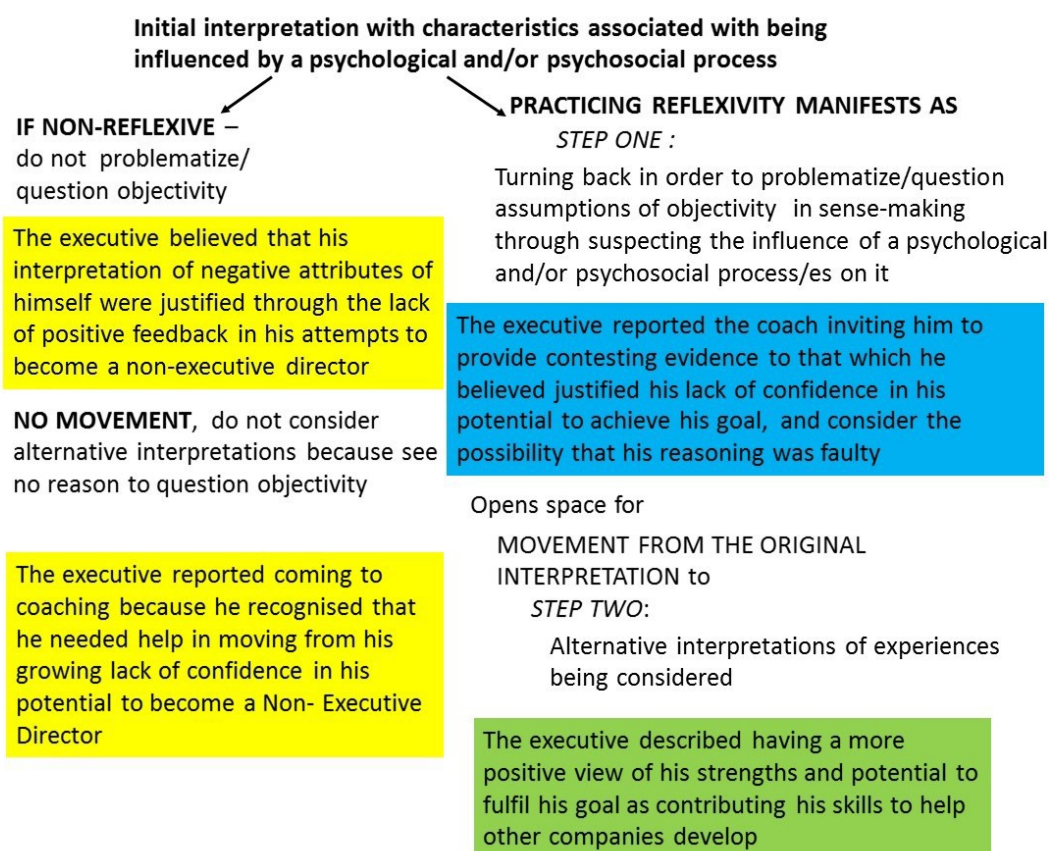 Initial interpretation with characteristics associated with being
influenced by a psychological and/or psychosocial process
IF NON-REFLEXIVE –
do not problematize/
question objectivity
The executive believed that his
interpretation of negative attributes of
himself were justified through the lack
of positive feedback in his attempts to
become a non-executive director
NO MOVEMENT, do not consider
alternative interpretations because see
no reason to question objectivity
The executive reported coming to
coaching because he recognised that
he needed help in moving from his
growing lack of confidence in his
potential to become a Non- Executive
Director
PRACTICING REFLEXIVITY MANIFESTS AS
STEP ONE :
Turning back in order to problematize/question
assumptions of objectivity in sense-making
through suspecting the influence of a psychological
and/or psychosocial process/es on it
The executive reported the coach inviting him to
provide contesting evidence to that which he
believed justified his lack of confidence in his
potential to achieve his goal, and consider the
possibility that his reasoning was faulty
Opens space for
MOVEMENT FROM THE ORIGINAL
INTERPRETATION to
STEP TWO:
Alternative interpretations of experiences
being considered
The executive described having a more
positive view of his strengths and potential to
fulfil his goal as contributing his skills to help
other companies develop